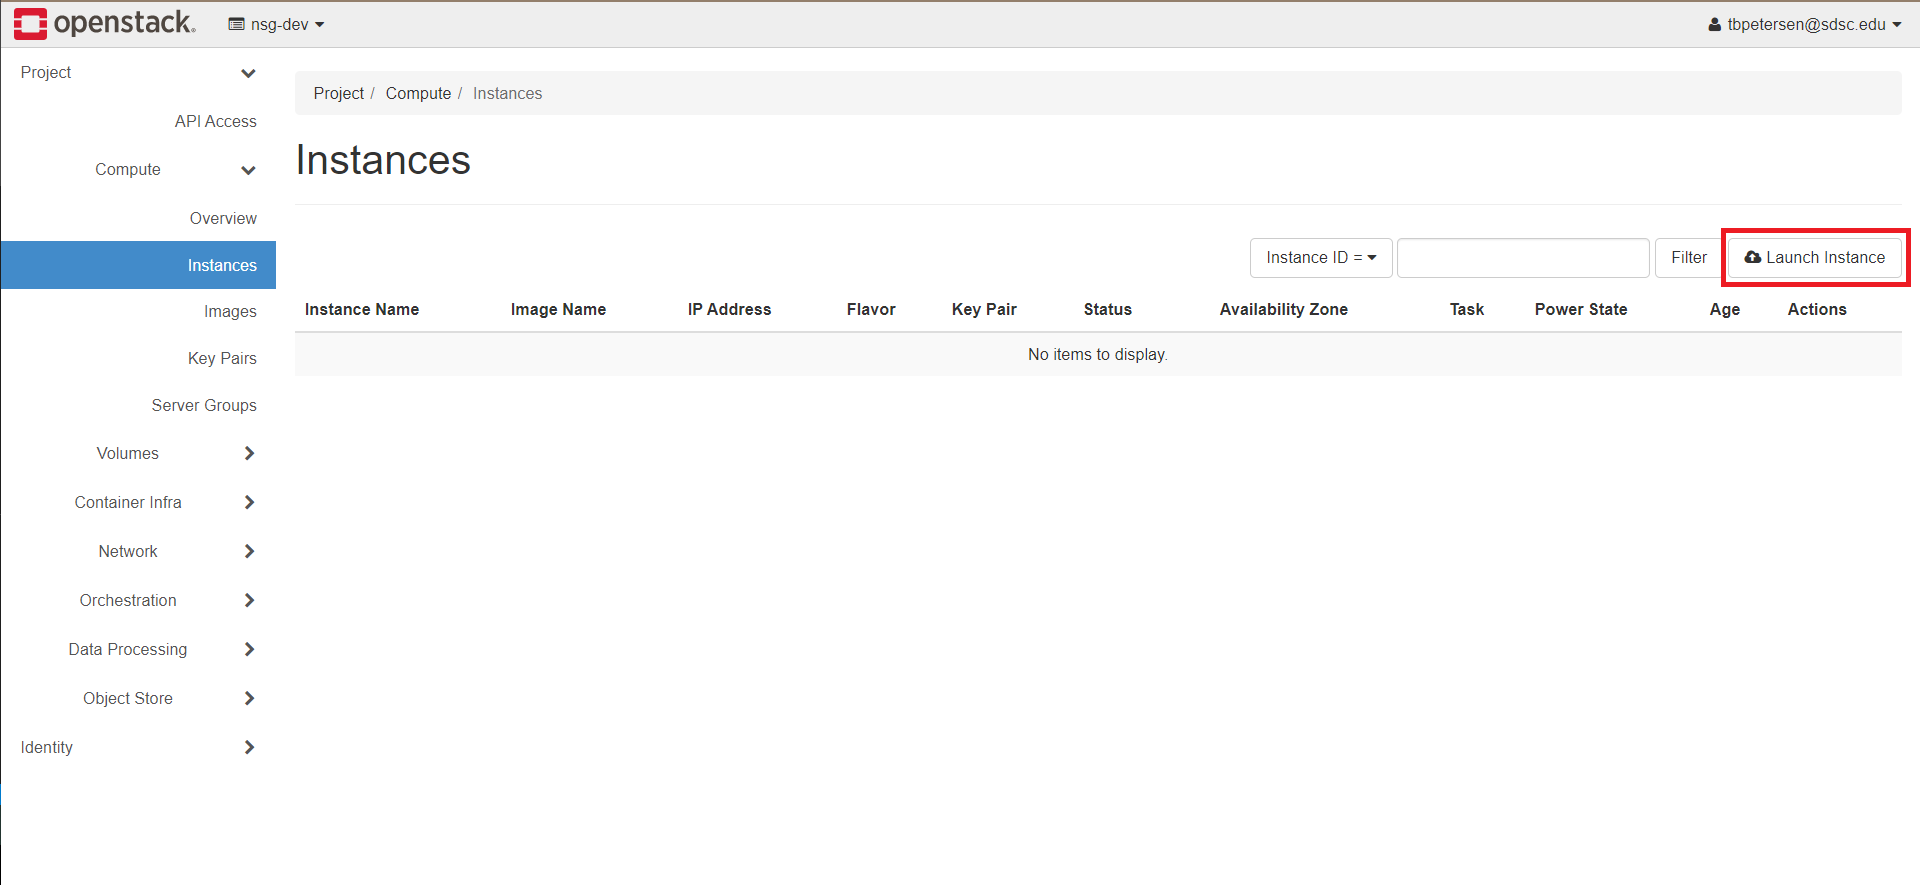 openstack.
nsg-dev
tbpetersen@sdsc.edu
Project
API Access
Compute
Overview
Instances
Images
Key Pairs
Server Groups
Volumes
Container Infra
Network
Orchestration
Data Processing
Object Store
Identity
Project / Compute / Instances
Instances
Instance ID = Filter Launch Instance
Instance Name Image Name IP Address Flavor Key Pair Status Availability Zone Task Power State Age Actions
No items to display.